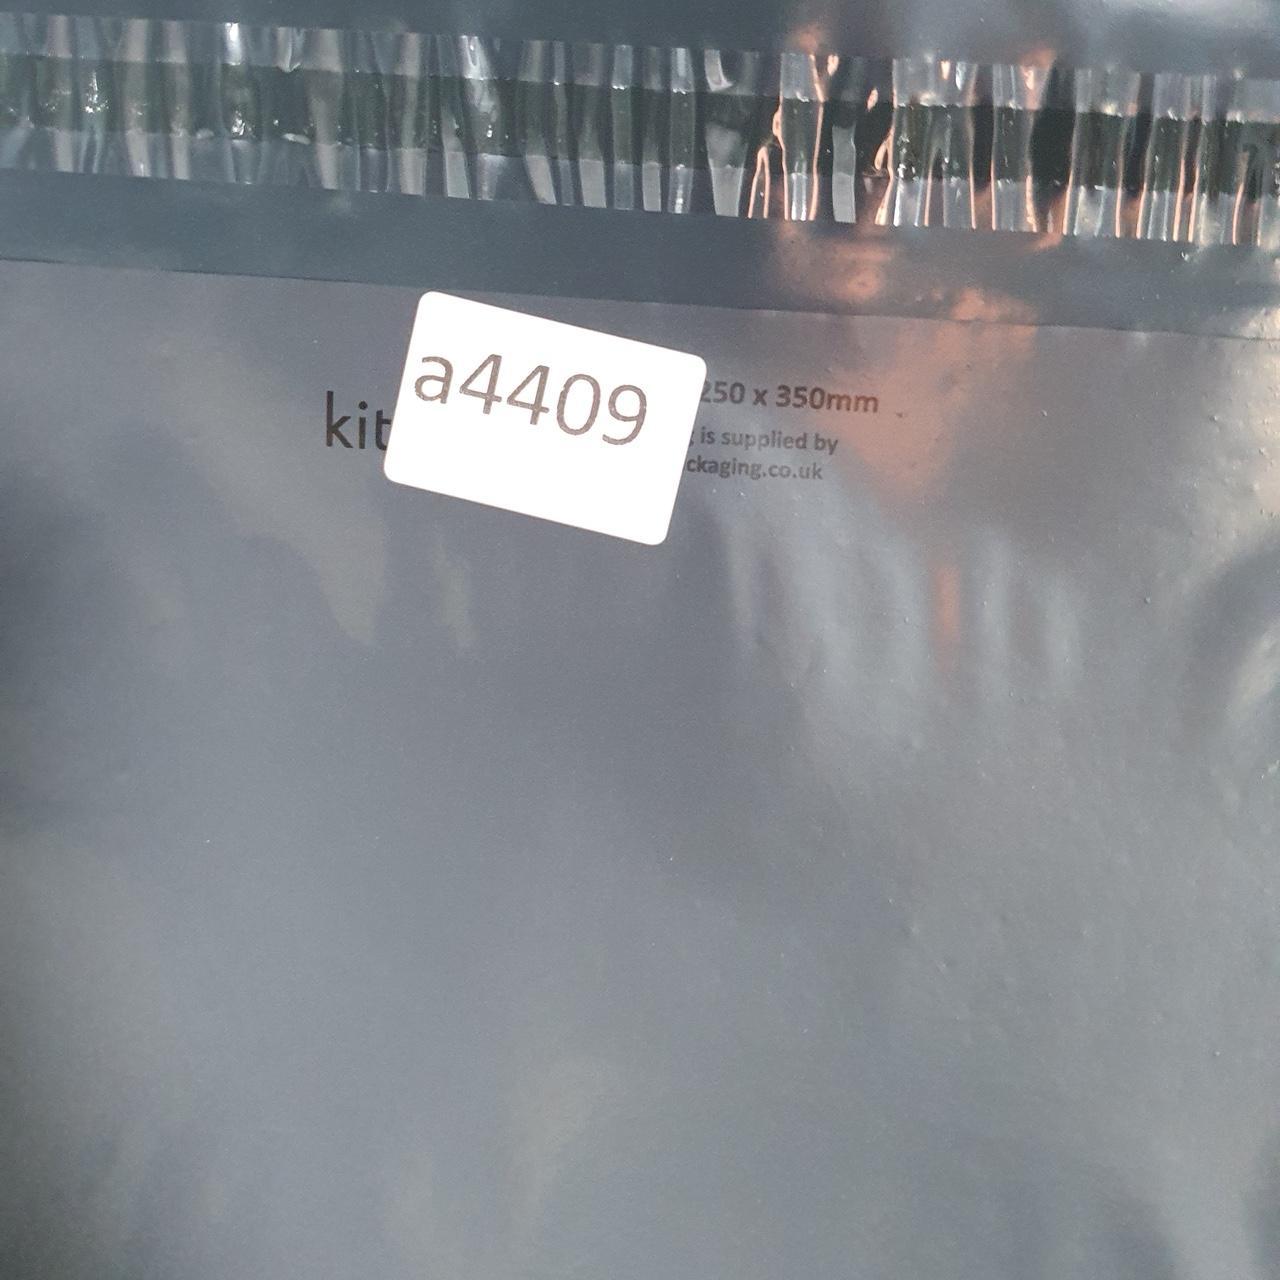 a4409
kit
250 x 350mm
is supplied by
ckaging.co.uk